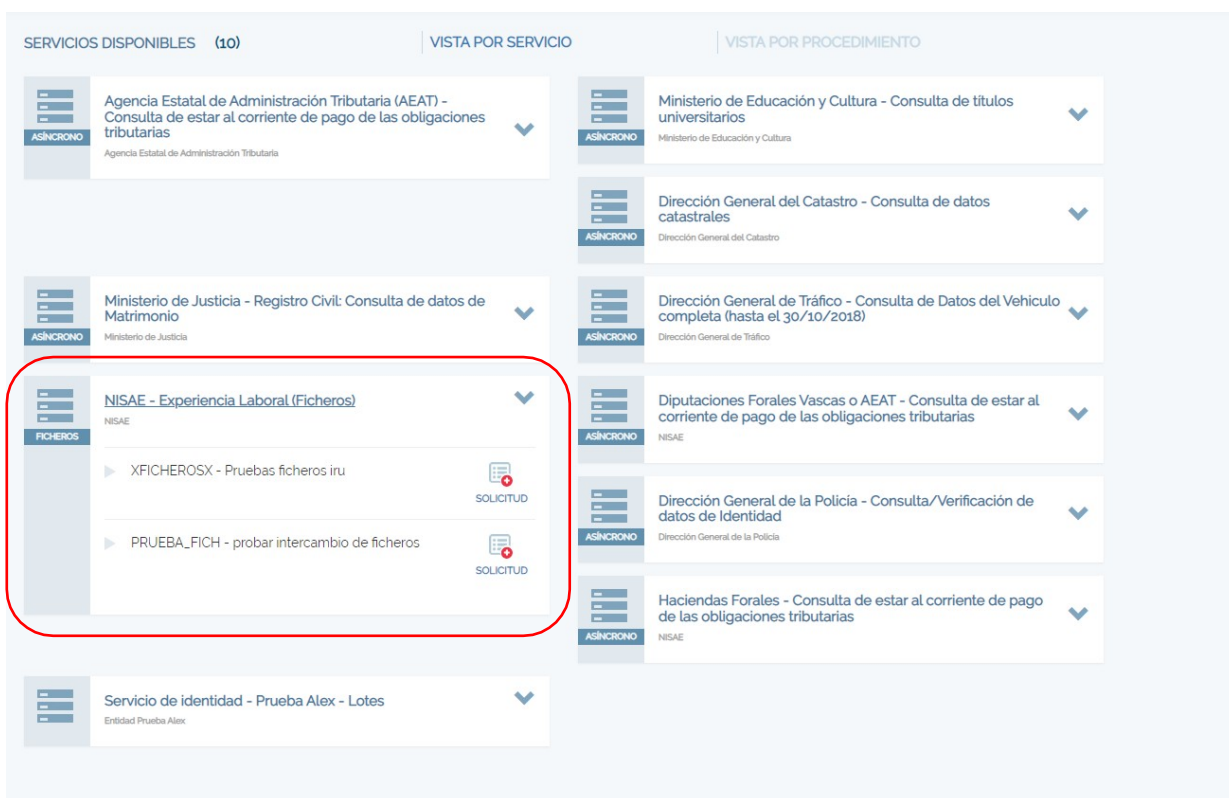 SERVICIOS DISPONIBLES (10)
VISTA POR SERVICIO
VISTA POR PROCEDIMIENTO
ASÍNCRONO
Agencia Estatal de Administración Tributaria (AEAT) -
Consulta de estar al corriente de pago de las obligaciones
tributarias
Agencia Estatal de Administración Tributaria
ASÍNCRONO
Ministerio de Educación y Cultura - Consulta de títulos
universitarios
Ministerio de Educación y Cultura
ASÍNCRONO
Dirección General del Catastro - Consulta de datos
catastrales
Dirección General del Catastro
ASÍNCRONO
Ministerio de Justicia - Registro Civil: Consulta de datos de
Matrimonio
Ministerio de Justicia
ASÍNCRONO
Dirección General de Tráfico - Consulta de Datos del Vehiculo
completa (hasta el 30/10/2018)
Dirección General de Tráfico
FICHEROS
NISAE - Experiencia Laboral (Ficheros)
NISAE
XFICHEROSX - Pruebas ficheros iru
SOLICITUD
PRUEBA_FICH - probar intercambio de ficheros
SOLICITUD
ASÍNCRONO
Diputaciones Forales Vascas o AEAT - Consulta de estar al
corriente de pago de las obligaciones tributarias
NISAE
ASÍNCRONO
Dirección General de la Policía - Consulta/Verificación de
datos de Identidad
Dirección General de la Policía
ASÍNCRONO
Haciendas Forales - Consulta de estar al corriente de pago
de las obligaciones tributarias
NISAE
Servicio de identidad - Prueba Alex - Lotes
Entidad Prueba Alex